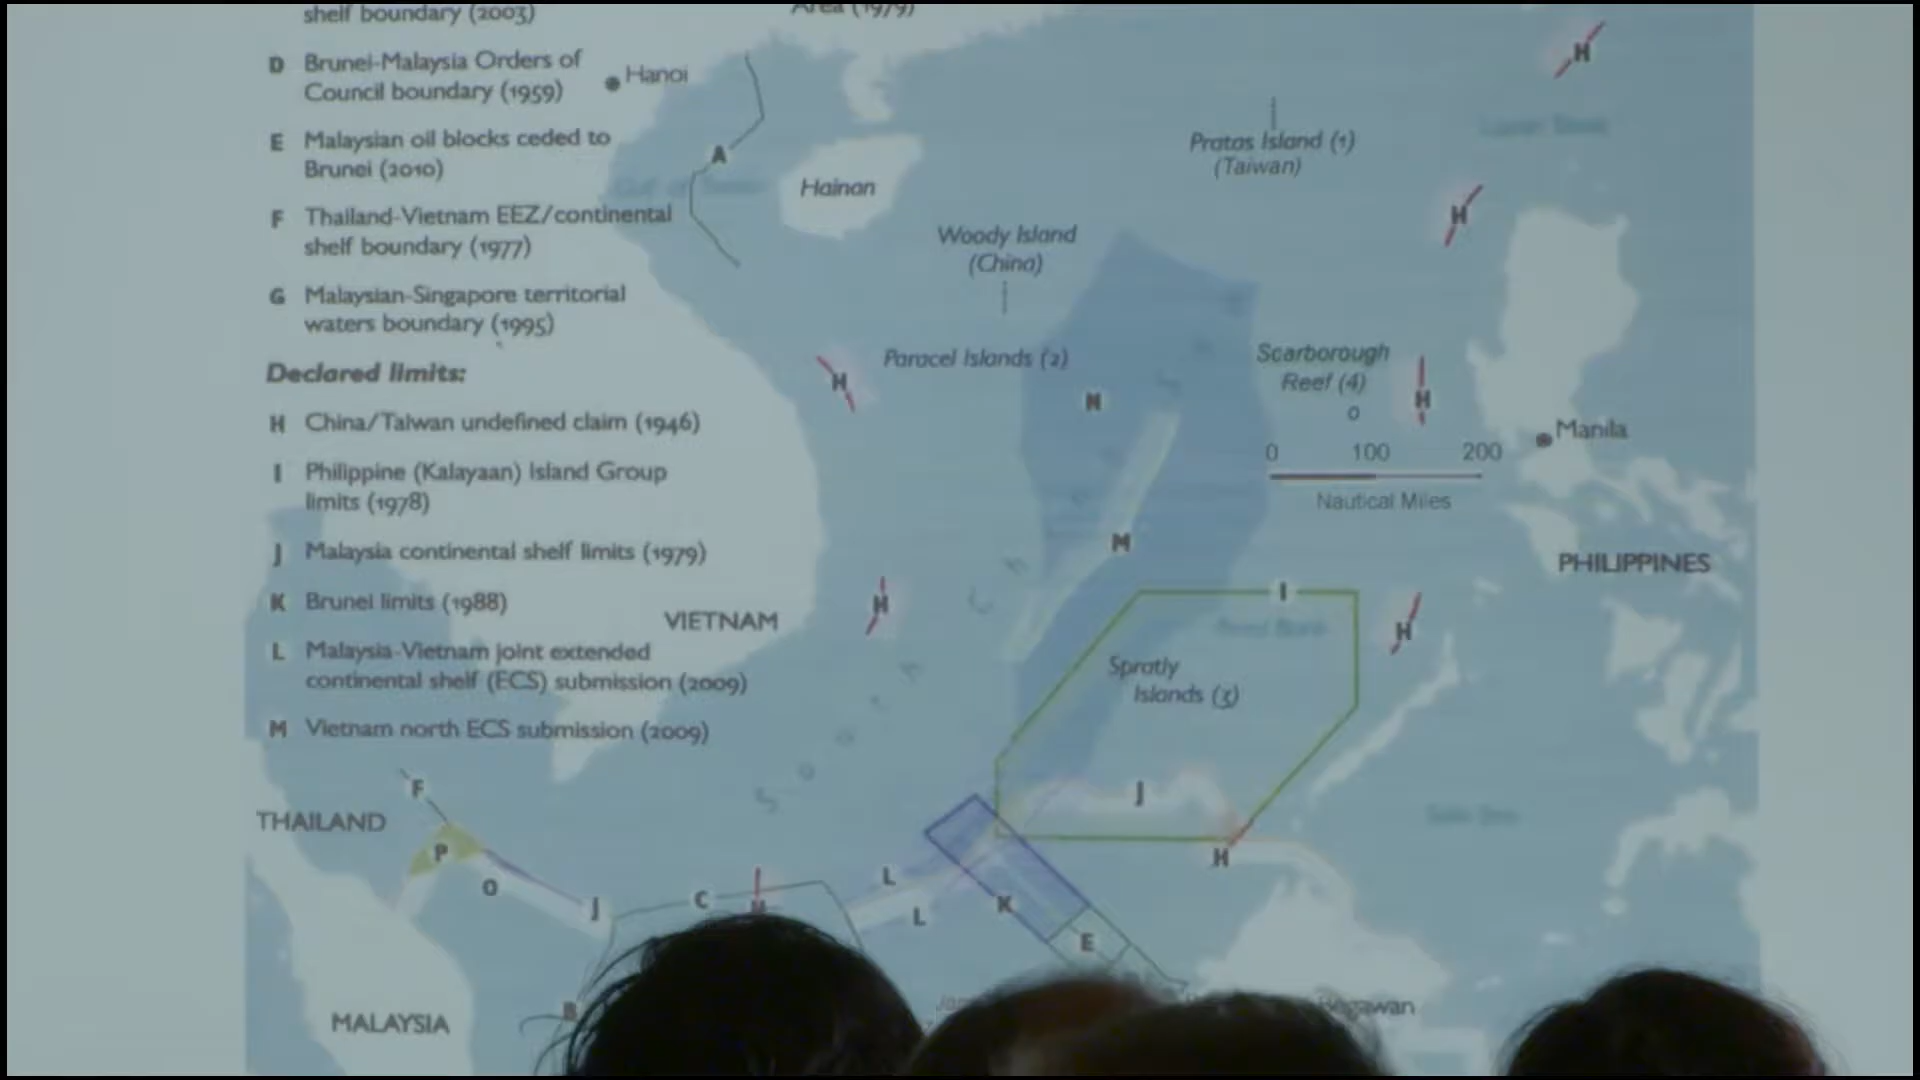 shelf boundary (2003)
Area (1979)
D Brunei-Malaysia Orders of
Council boundary (1959)
Hanoi
E Malaysian oil blocks ceded to
Brunei (2010)
F Thailand-Vietnam EEZ/continental
shelf boundary (1977)
G Malaysian-Singapore territorial
waters boundary (1995)
Declared limits:
H China/Taiwan undefined claim (1946)
I Philippine (Kalayaan) Island Group
limits (1978)
J Malaysia continental shelf limits (1979)
K Brunei limits (1988)
L Malaysia-Vietnam joint extended
continental shelf (ECS) submission (2009)
M Vietnam north ECS submission (2009)
A
Hainan
Pratas Island (1)
(Taiwan)
H
H
Woody Island
(China)
Paracel Islands (2)
H
N
Scarborough
Reef (4)
H
0 100 200
Nautical Miles
Manila
M
PHILIPPINES
VIETNAM
H
I
H
Spratly
Islands (3)
J
H
THAILAND
F
P
O
J
C
H
L
L
K
E
B
MALAYSIA